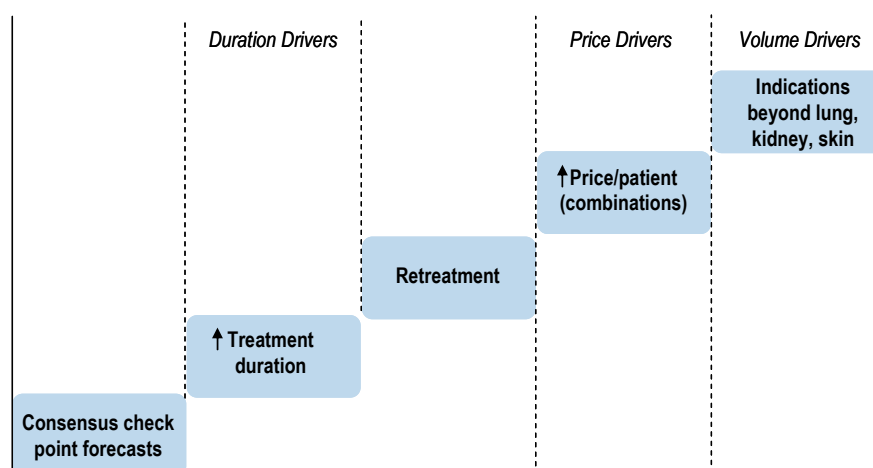 Duration Drivers
Price Drivers
Volume Drivers
Indications
beyond lung,
kidney, skin
↑Price/patient
(combinations)
Retreatment
↑Treatment
duration
Consensus check
point forecasts